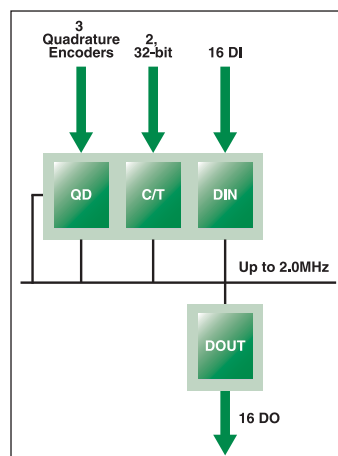 3
Quadrature
Encoders
2,
32-bit
16 DI
QD
C/T
DIN
Up to 2.0MHz
DOUT
16 DO